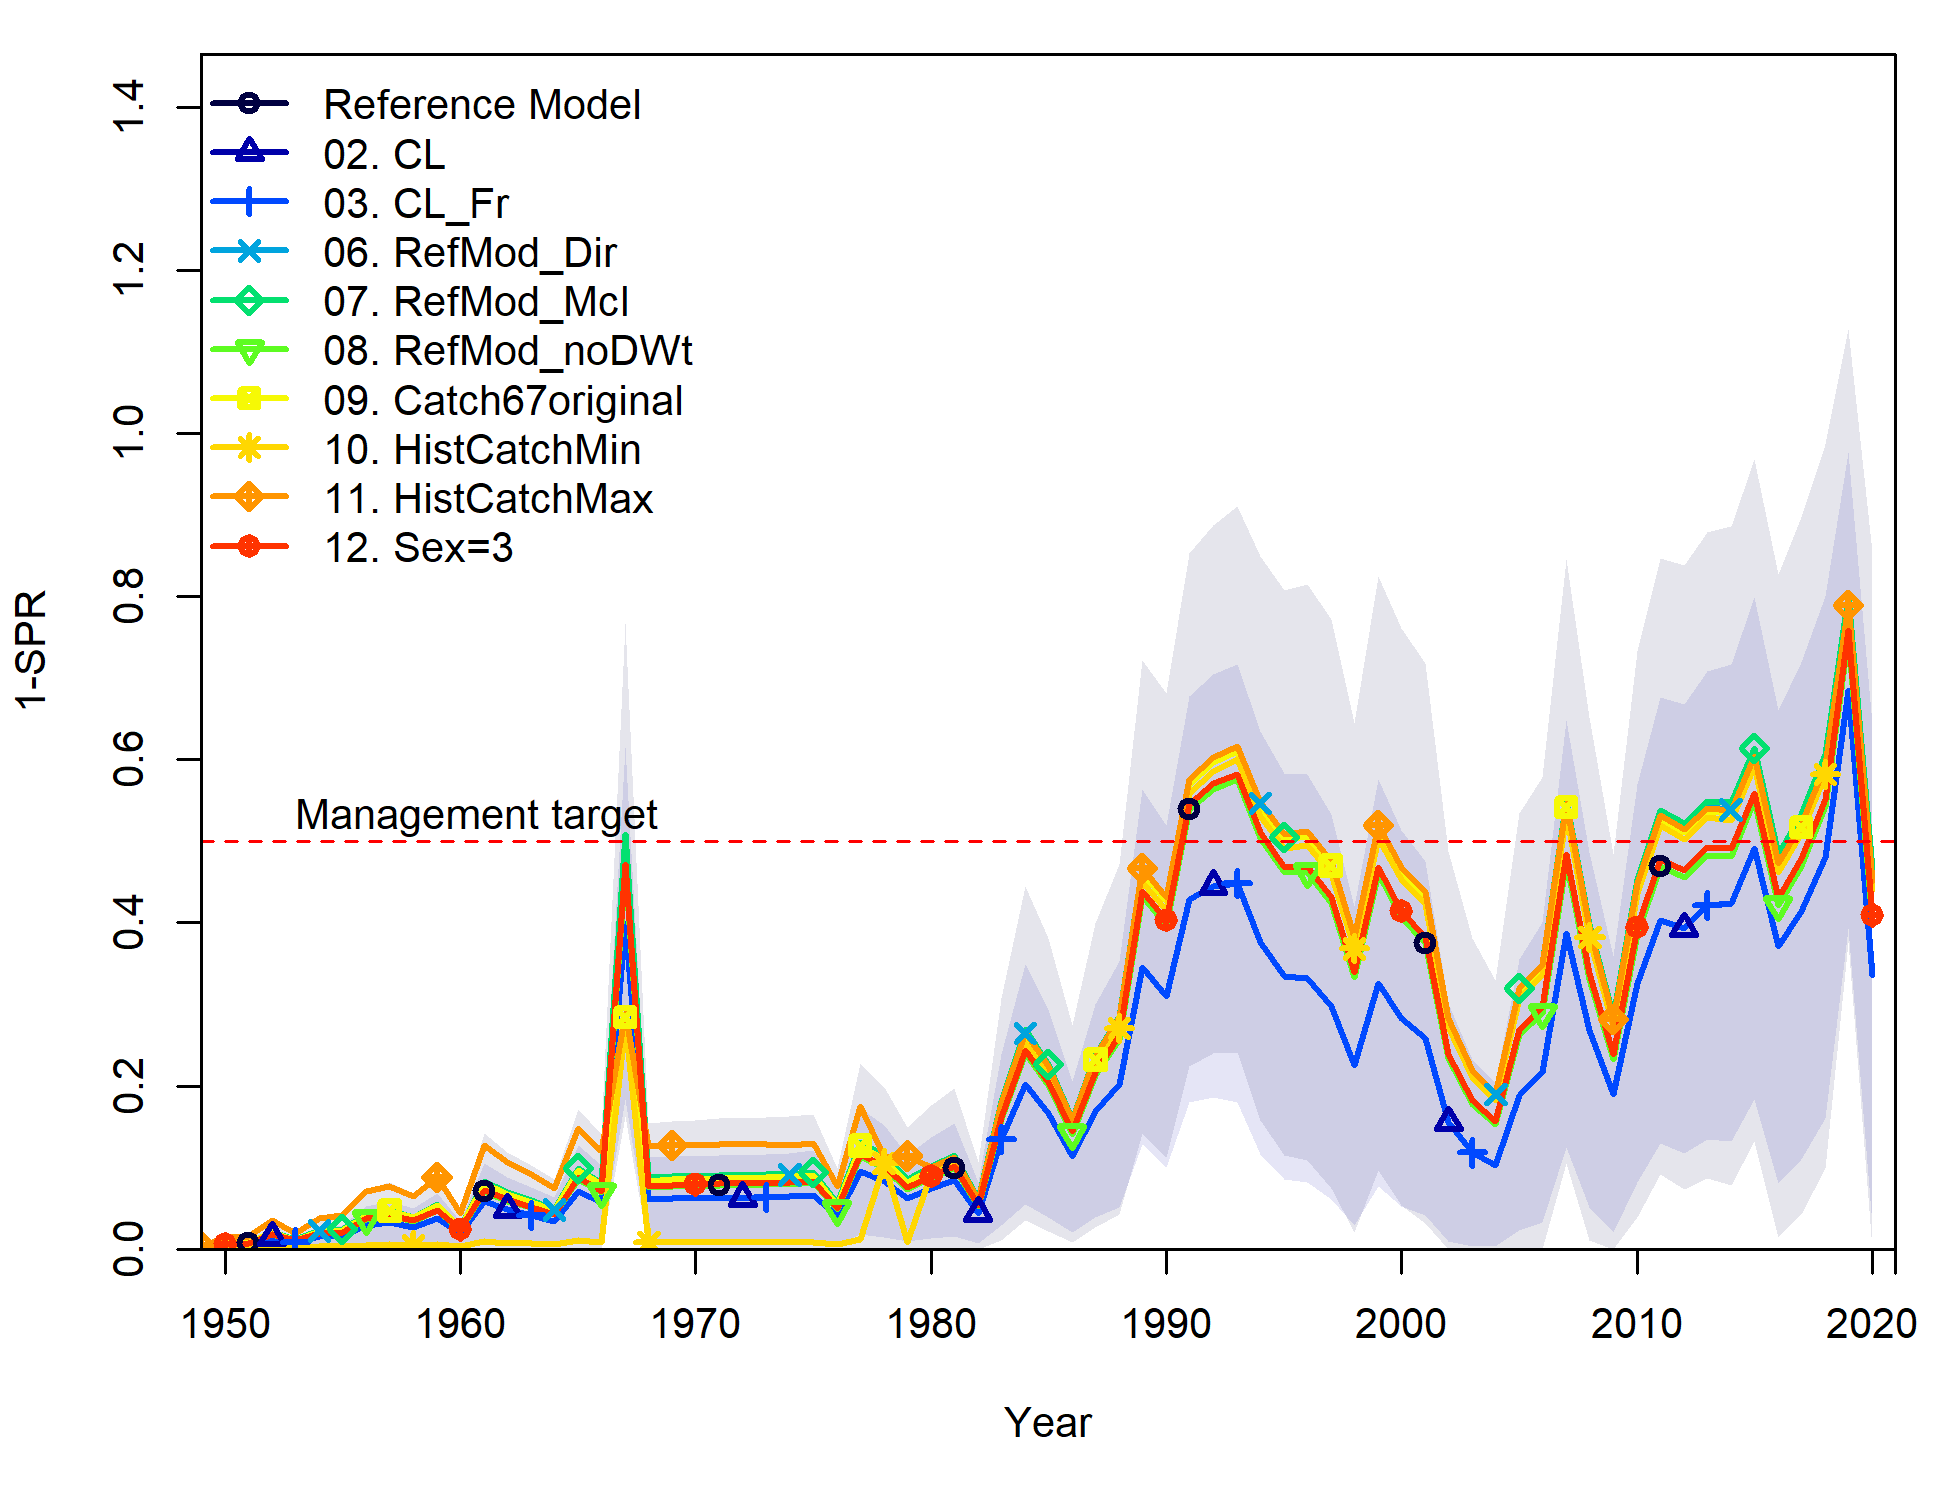 1.4
1.2
1.0
0.8
0.6
0.4
0.2
0.0
1-SPR
Reference Model
02. CL
03. CL_Fr
06. RefMod_Dir
07. RefMod_Mcl
08. RefMod_noDWt
09. Catch67original
10. HistCatchMin
11. HistCatchMax
12. Sex=3
Management target
1950 1960 1970 1980 1990 2000 2010 2020
Year